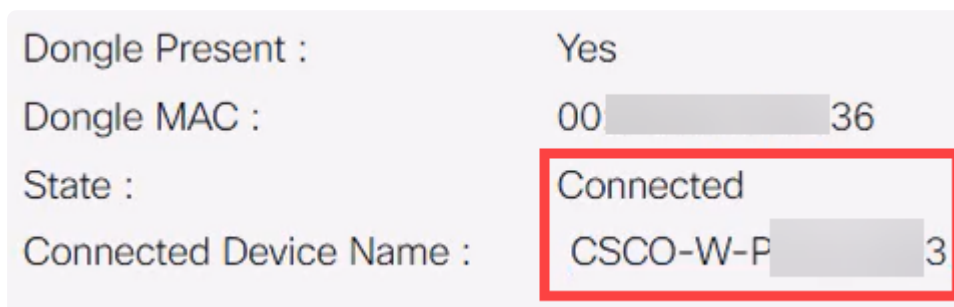 Dongle Present : Yes
Dongle MAC : 00: 36
State : Connected
Connected Device Name : CSCO-W-P 3